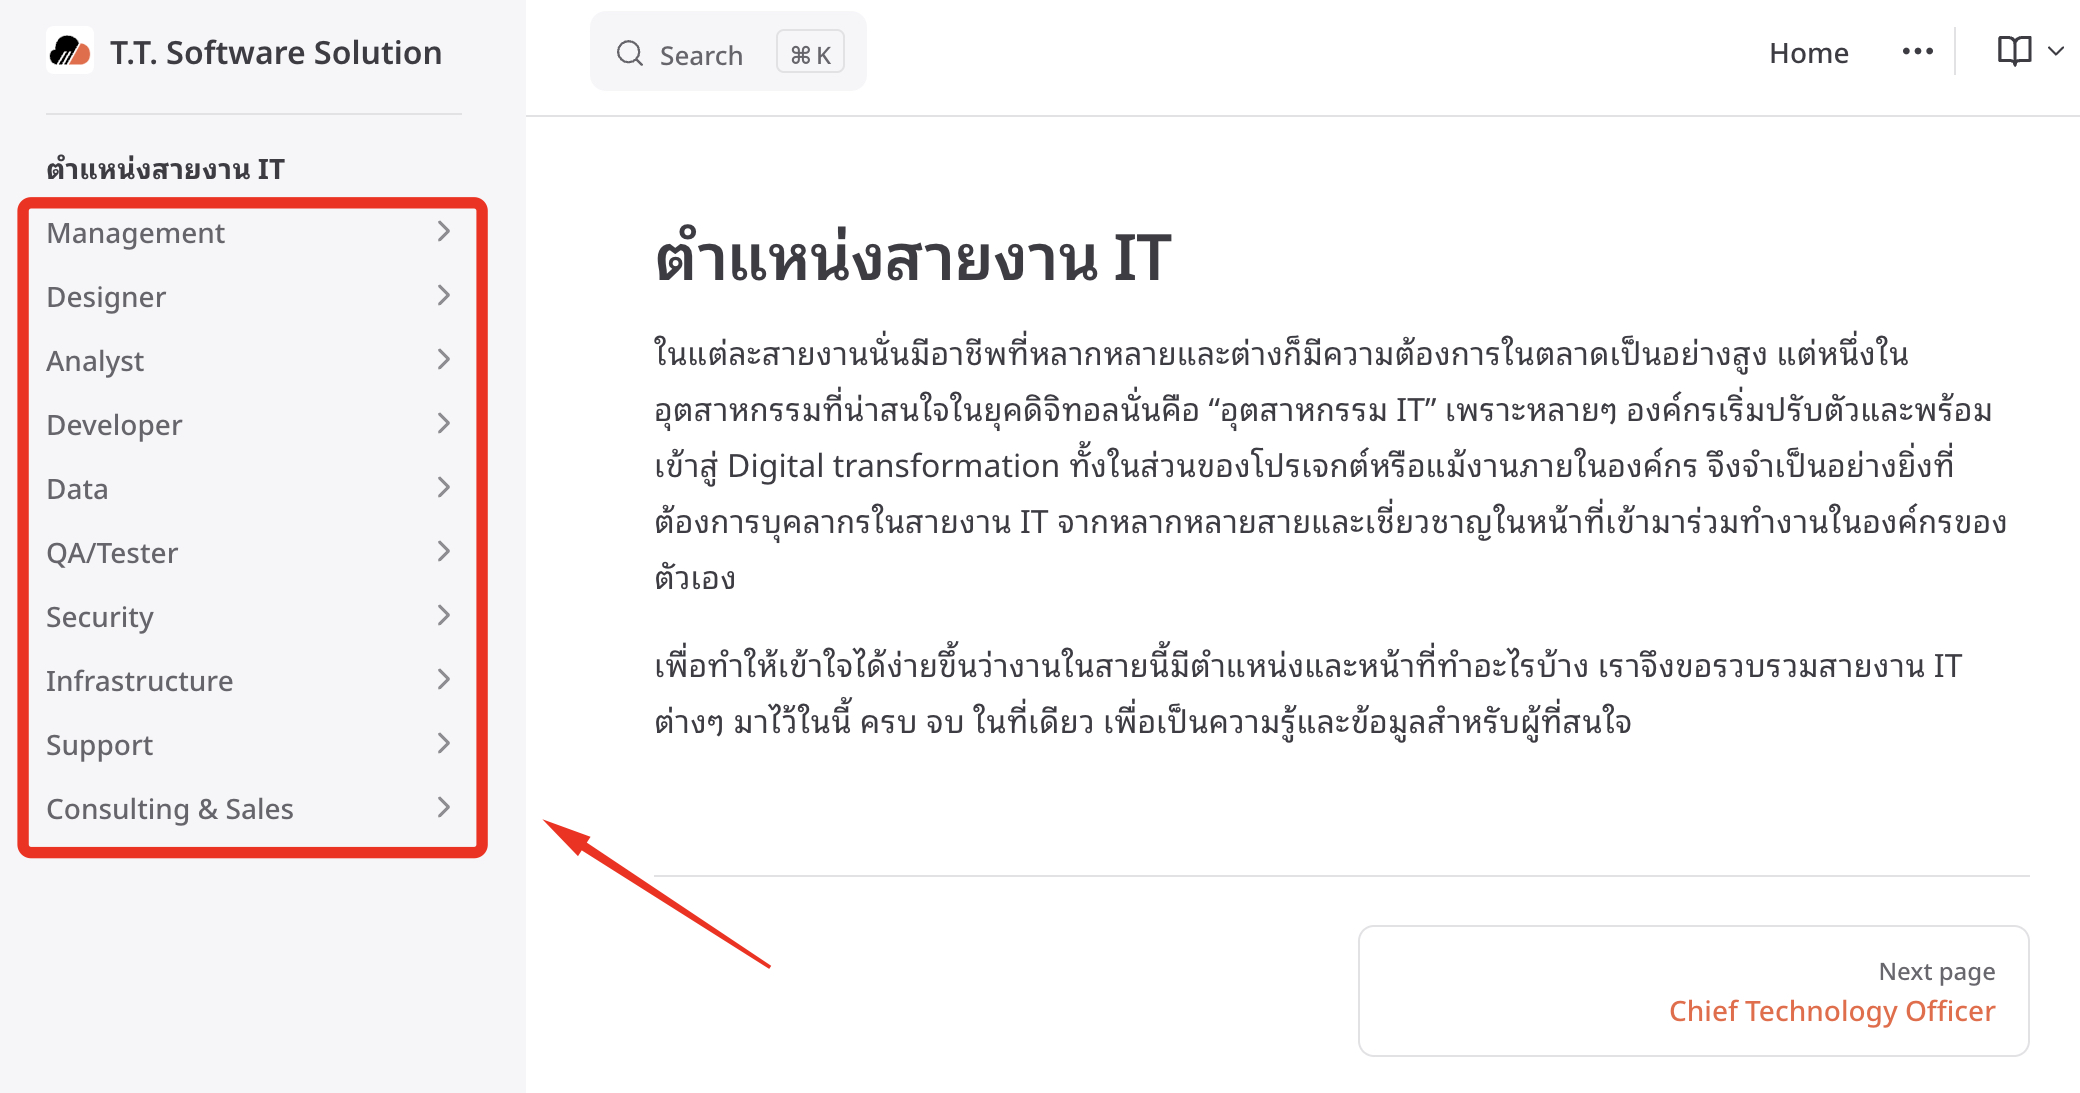 T.T. Software Solution
Search
⌘ K
Home
ตำแหน่งสายงาน IT
Management
Designer
Analyst
Developer
Data
QA/Tester
Security
Infrastructure
Support
Consulting & Sales
ตำแหน่งสายงาน IT
ในแต่ละสายงานนั่นมีอาชีพที่หลากหลายและต่างก็มีความต้องการในตลาดเป็นอย่างสูง แต่หนึ่งใน
อุตสาหกรรมที่น่าสนใจในยุคดิจิทอลนั่นคือ “อุตสาหกรรม IT” เพราะหลายๆ องค์กรเริ่มปรับตัวและพร้อม
เข้าสู่ Digital transformation ทั้งในส่วนของโปรเจกต์หรือแม้งานภายในองค์กร จึงจำเป็นอย่างยิ่งที่
ต้องการบุคลากรในสายงาน IT จากหลากหลายสายและเชี่ยวชาญในหน้าที่เข้ามาร่วมทำงานในองค์กรของ
ตัวเอง
เพื่อทำให้เข้าใจได้ง่ายขึ้นว่างานในสายนี้มีตำแหน่งและหน้าที่ทำอะไรบ้าง เราจึงขอรวบรวมสายงาน IT
ต่างๆ มาไว้ในนี้ ครบ จบ ในที่เดียว เพื่อเป็นความรู้และข้อมูลสำหรับผู้ที่สนใจ
Next page
Chief Technology Officer